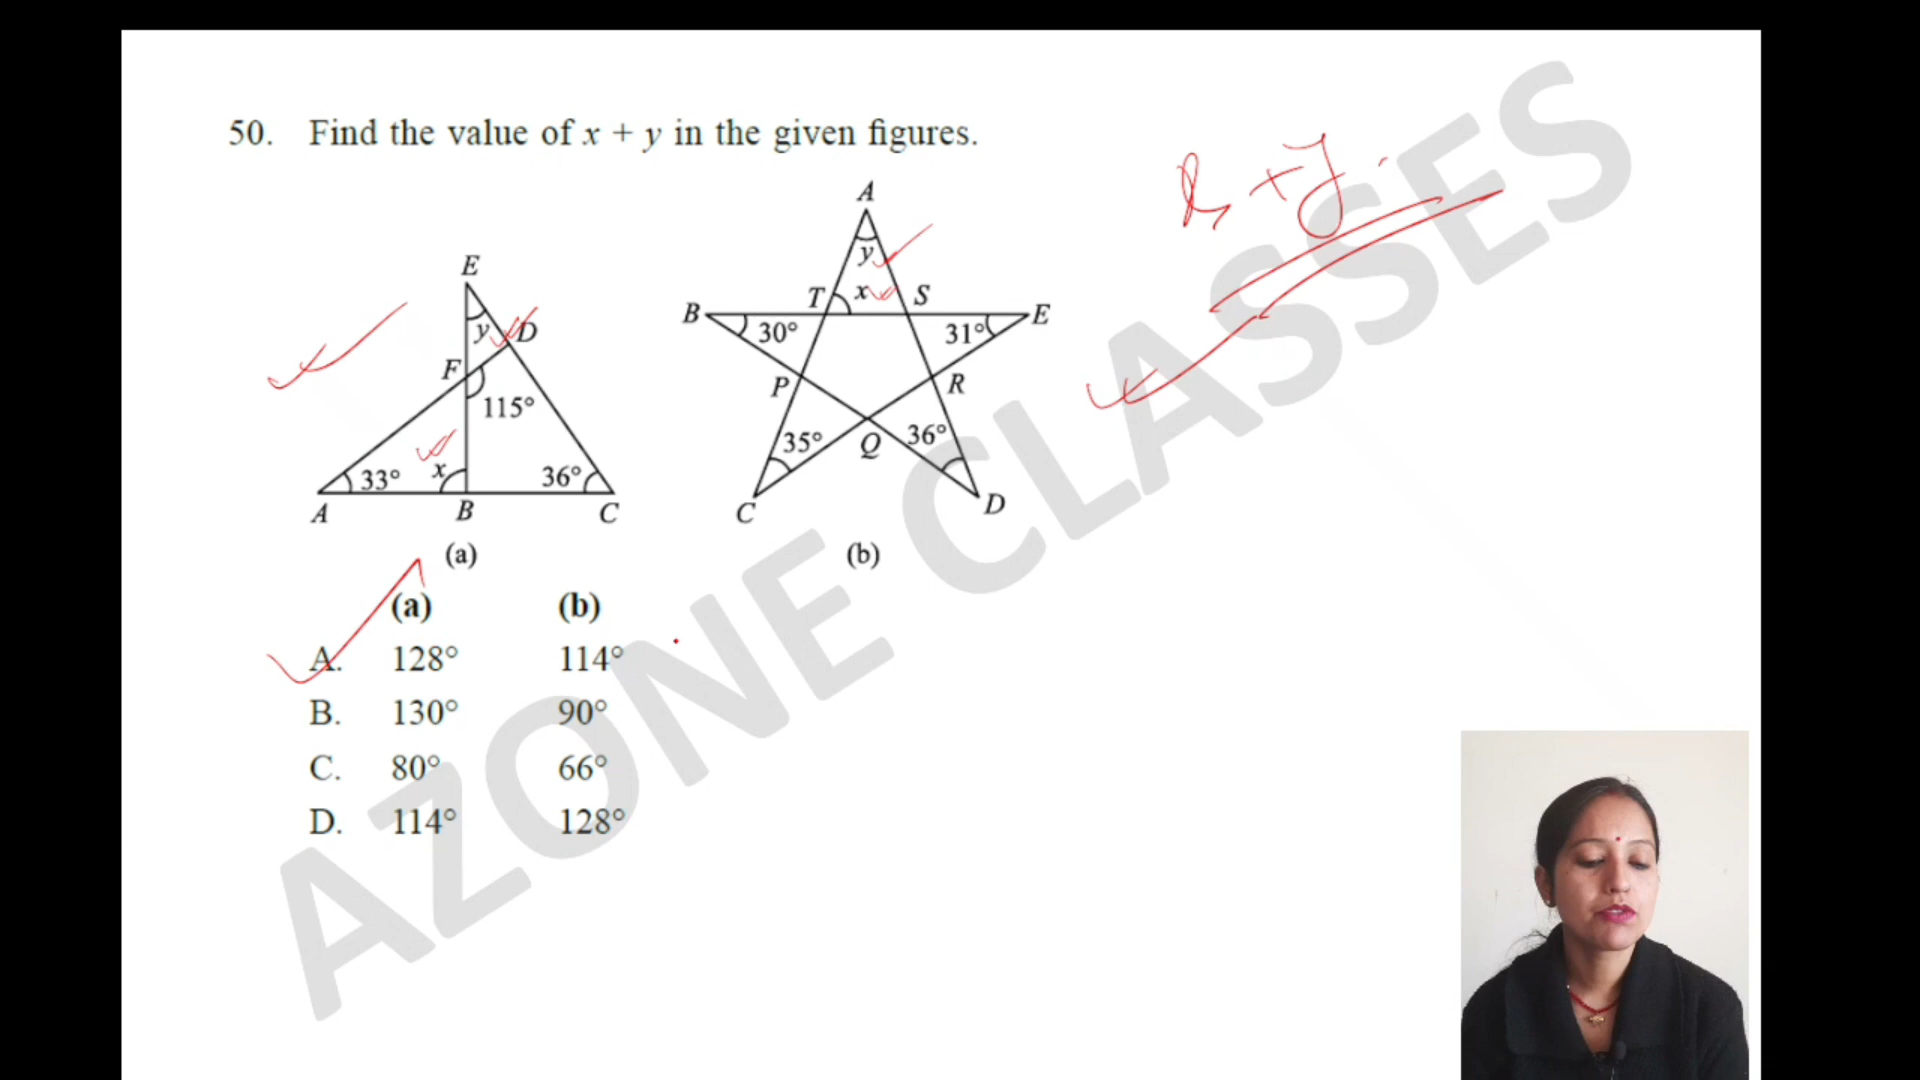 50. Find the value of x + y in the given figures.
A
E
y
y
D
T
x
S
B
E
30°
31°
F
115°
P
R
35°
Q
36°
33°
x
36°
A
B
C
C
D
(a)
(b)
x + y
(a) (b)
A. 128° 114°
B. 130° 90°
C. 80° 66°
D. 114° 128°
AZONE CLASSES